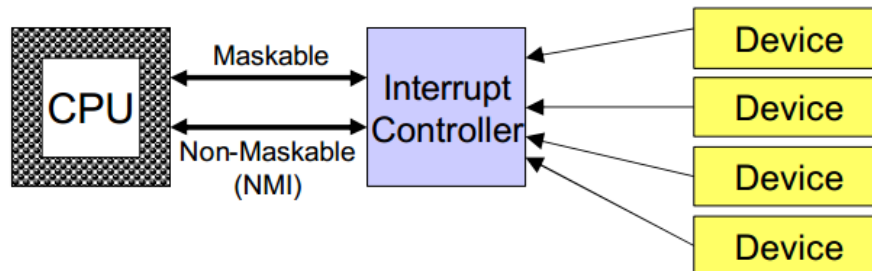 CPU
Maskable
Non-Maskable
(NMI)
Interrupt
Controller
Device
Device
Device
Device